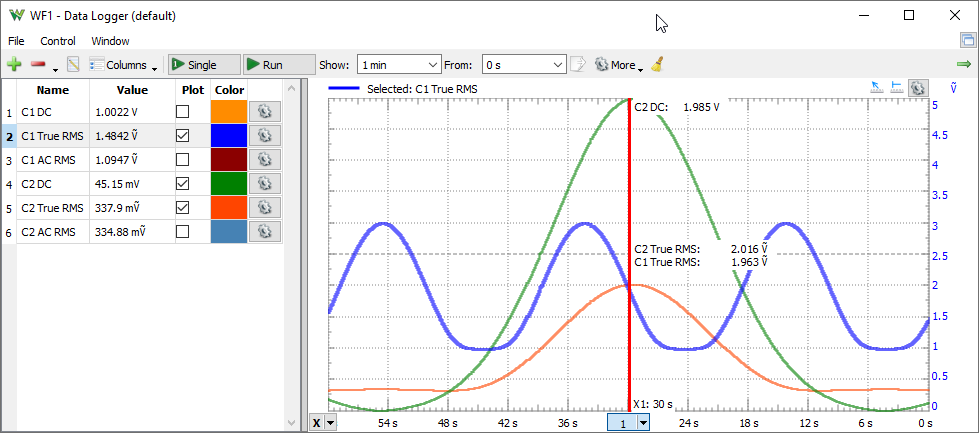 WF1 - Data Logger (default)
File Control Window
Columns Single Run Show: 1 min From: 0 s More
Name Value Plot Color
1 C1 DC 1.0022 V
2 C1 True RMS 1.4842 Ṽ
3 C1 AC RMS 1.0947 Ṽ
4 C2 DC 45.15 mV
5 C2 True RMS 337.9 mṼ
6 C2 AC RMS 334.88 mṼ
Selected: C1 True RMS Ṽ
C2 DC: 1.985 V
5
4.5
4
3.5
3
2.5
2
1.5
1
0.5
0
C2 True RMS: 2.016 Ṽ
C1 True RMS: 1.963 Ṽ
X1: 30 s
X 54 s 48 s 42 s 36 s 1 24 s 18 s 12 s 6 s 0 s